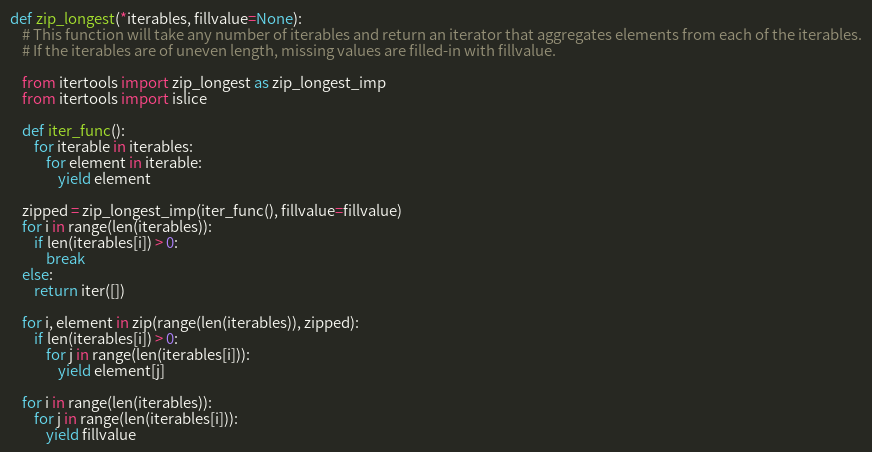 def zip_longest(*iterables, fillvalue=None):
    # This function will take any number of iterables and return an iterator that aggregates elements from each of the iterables.
    # If the iterables are of uneven length, missing values are filled-in with fillvalue.

    from itertools import zip_longest as zip_longest_imp
    from itertools import islice

    def iter_func():
        for iterable in iterables:
            for element in iterable:
                yield element

    zipped = zip_longest_imp(iter_func(), fillvalue=fillvalue)
    for i in range(len(iterables)):
        if len(iterables[i]) > 0:
            break
    else:
        return iter([])

    for i, element in zip(range(len(iterables)), zipped):
        if len(iterables[i]) > 0:
            for j in range(len(iterables[i])):
                yield element[j]

    for i in range(len(iterables)):
        for j in range(len(iterables[i])):
            yield fillvalue